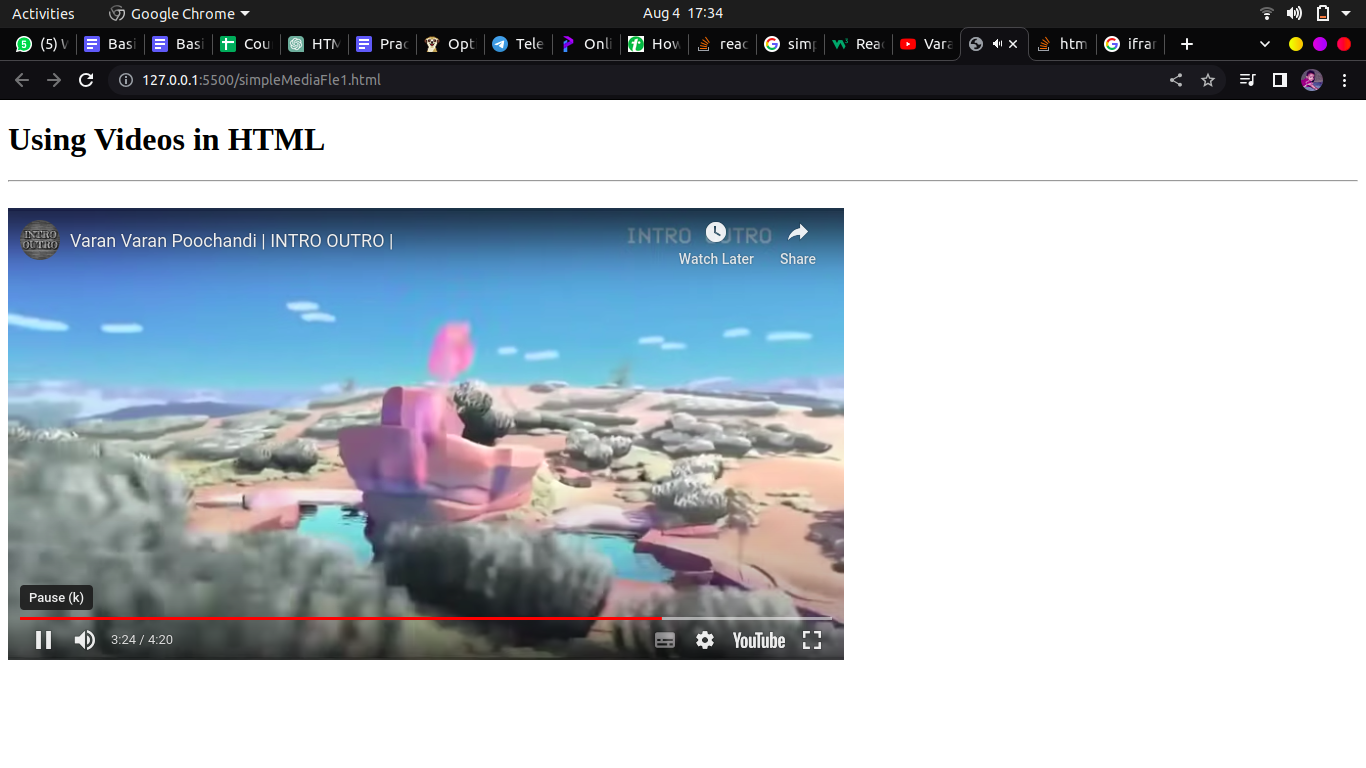 Activities Google Chrome Aug 4 17:34
(5) W Basi Basi Cou HTM Prac Opt Tele Onli How reac simp Reac Vara htm ifran
127.0.0.1:5500/simpleMediaFle1.html
Using Videos in HTML
INTRO OUTRO
Varan Varan Poochandi | INTRO OUTRO |
Watch Later Share
Pause (k)
3:24 / 4:20 YouTube